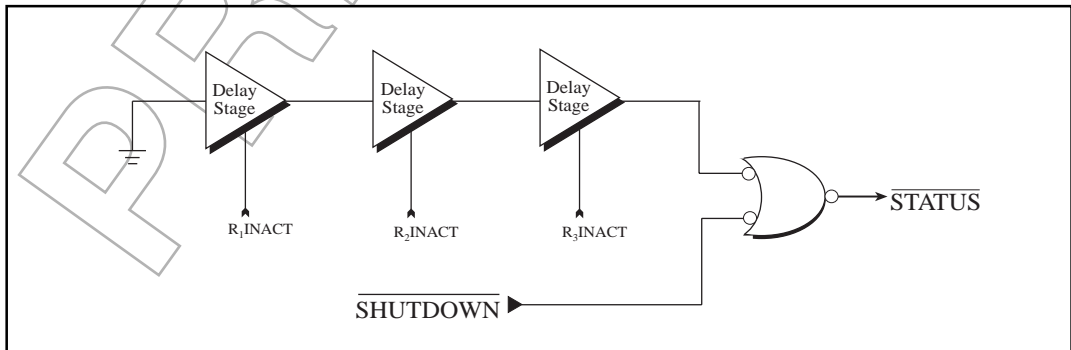 Delay
Stage
Delay
Stage
Delay
Stage
R₁INACT
R₂INACT
R₃INACT
STATUS
SHUTDOWN